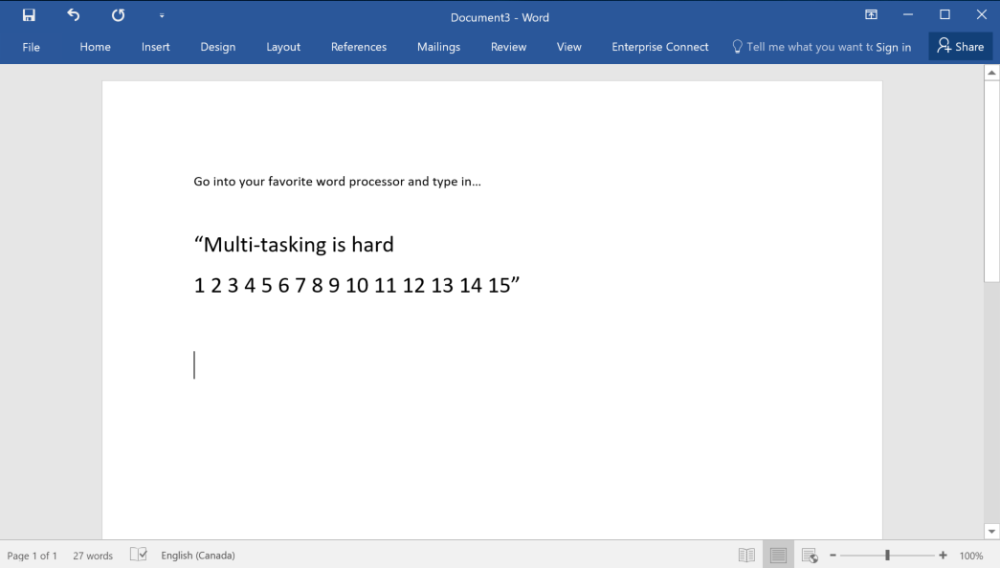 Document3 - Word
File Home Insert Design Layout References Mailings Review View Enterprise Connect Tell me what you want to Sign in Share
Go into your favorite word processor and type in...
“Multi-tasking is hard
1 2 3 4 5 6 7 8 9 10 11 12 13 14 15”
Page 1 of 1 27 words English (Canada) 100%